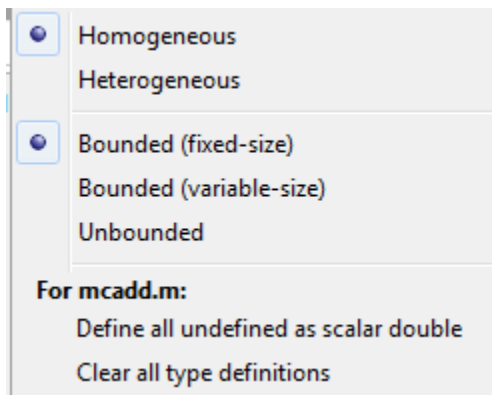 Homogeneous
Heterogeneous
Bounded (fixed-size)
Bounded (variable-size)
Unbounded
For mcadd.m:
Define all undefined as scalar double
Clear all type definitions